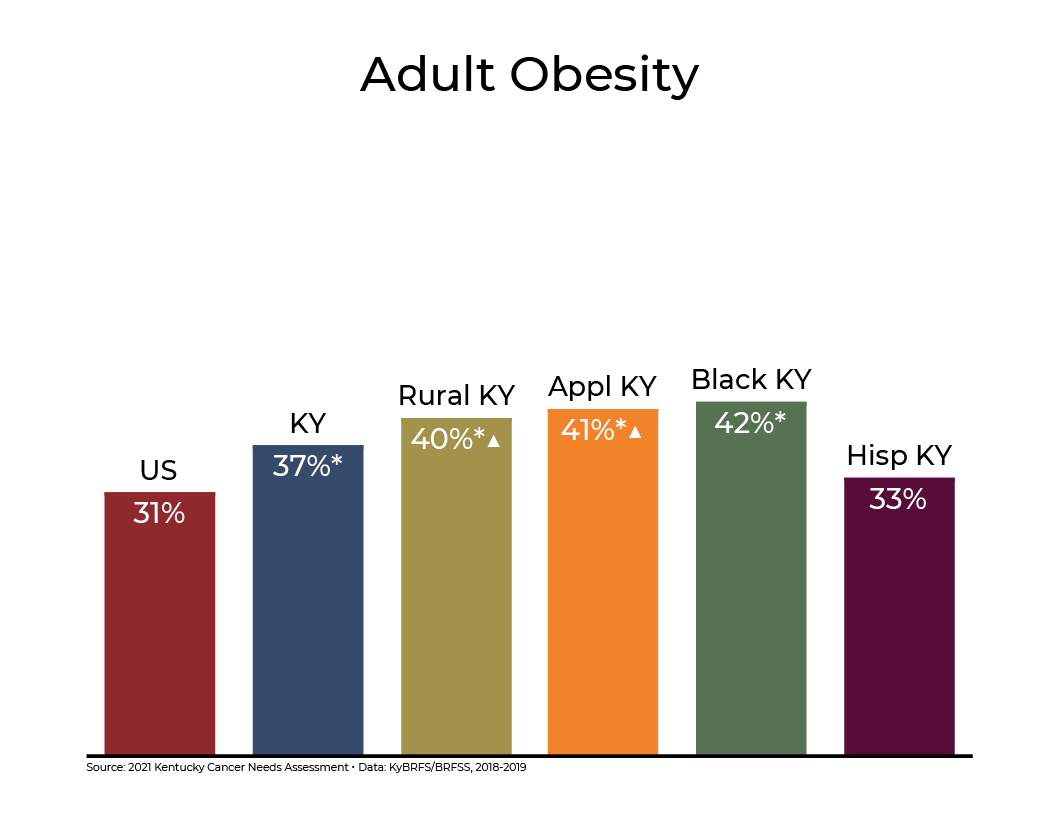 Adult Obesity
US
31%
KY
37%*
Rural KY
40%*▲
Appl KY
41%*▲
Black KY
42%*
Hisp KY
33%
Source: 2021 Kentucky Cancer Needs Assessment • Data: KyBRFS/BRFSS, 2018-2019